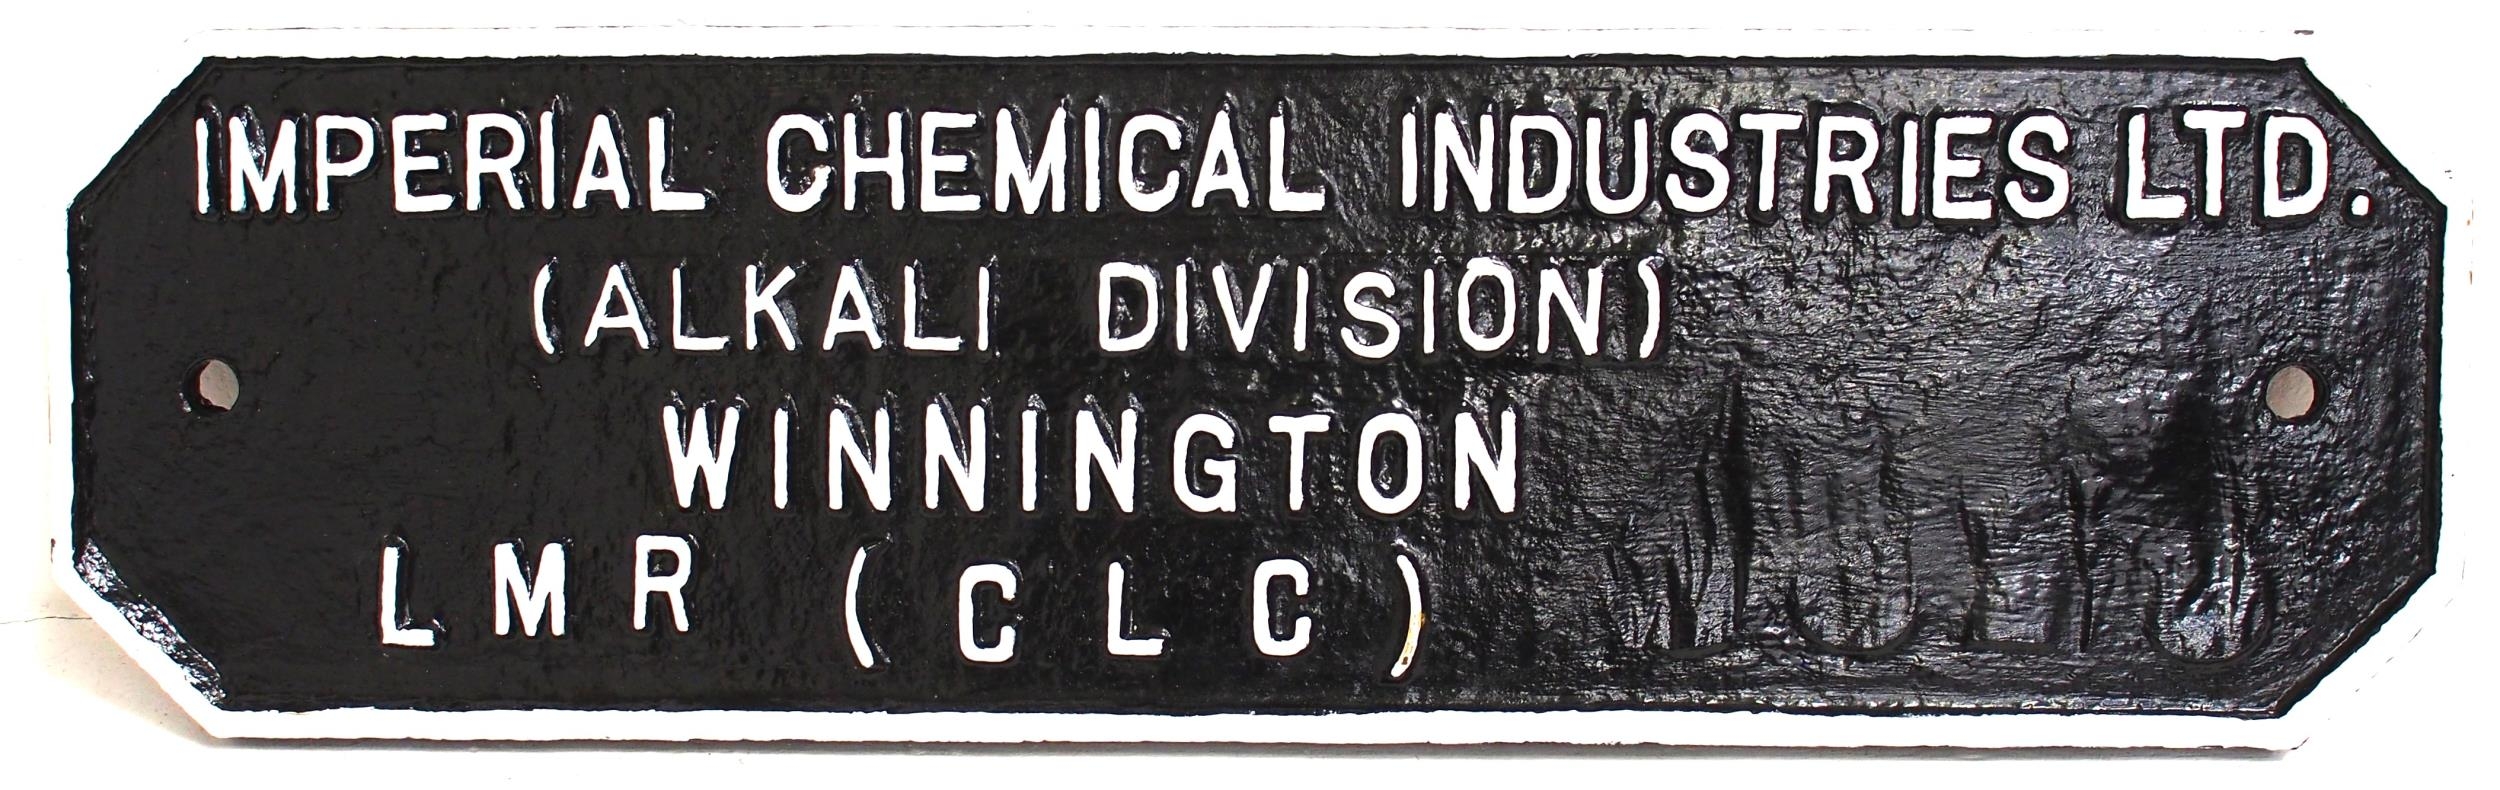 IMPERIAL CHEMICAL INDUSTRIES LTD.
(ALKALI DIVISION)
WINNINGTON
LMR (CLC)